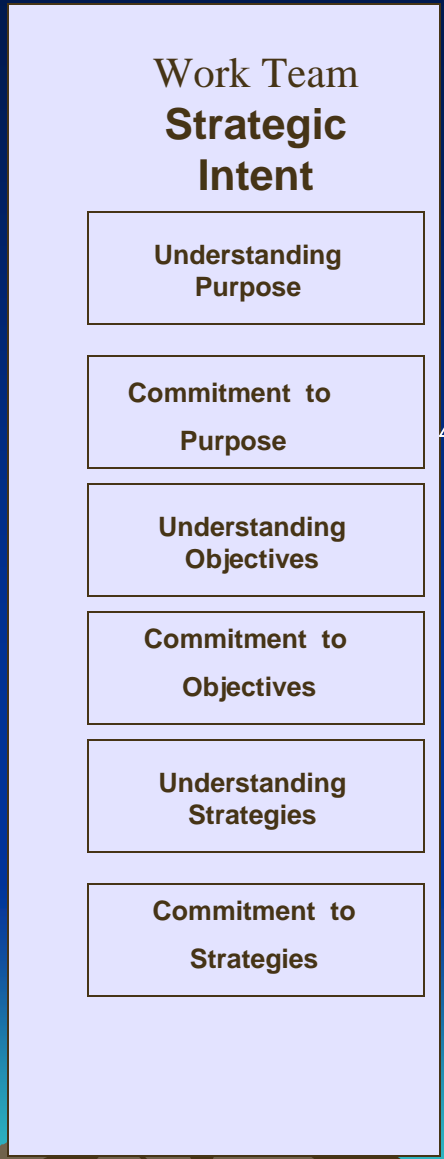 Work Team
Strategic
Intent
Understanding
Purpose
Commitment to
Purpose
Understanding
Objectives
Commitment to
Objectives
Understanding
Strategies
Commitment to
Strategies